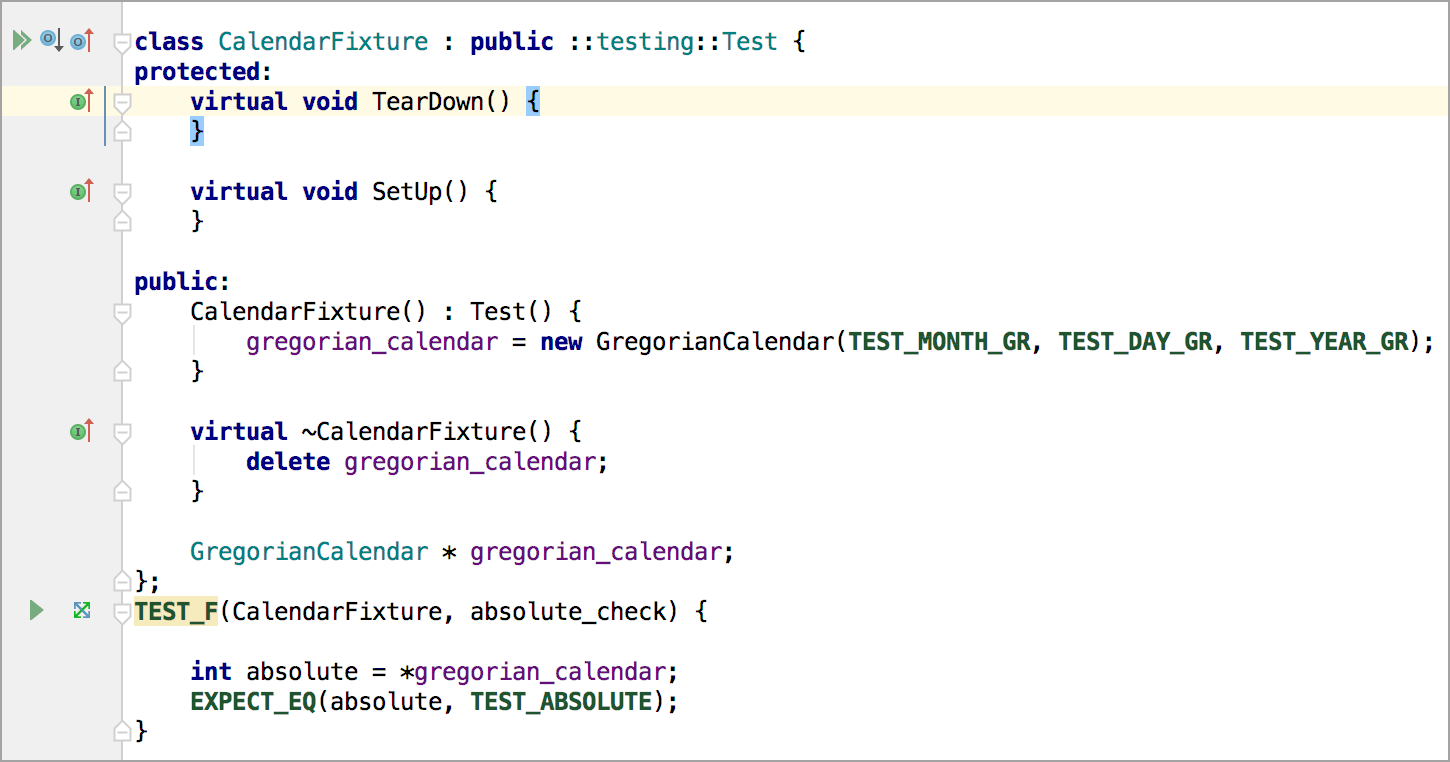 class CalendarFixture : public ::testing::Test {
protected:
    virtual void TearDown() {
    }
    virtual void SetUp() {
    }
public:
    CalendarFixture() : Test() {
        gregorian_calendar = new GregorianCalendar(TEST_MONTH_GR, TEST_DAY_GR, TEST_YEAR_GR);
    }
    virtual ~CalendarFixture() {
        delete gregorian_calendar;
    }
    GregorianCalendar * gregorian_calendar;
};
TEST_F(CalendarFixture, absolute_check) {
    int absolute = *gregorian_calendar;
    EXPECT_EQ(absolute, TEST_ABSOLUTE);
}